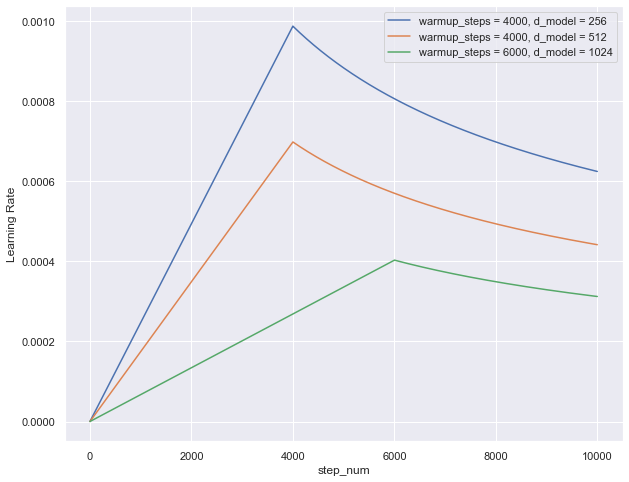 warmup_steps = 4000, d_model = 256
warmup_steps = 4000, d_model = 512
warmup_steps = 6000, d_model = 1024
Learning Rate
0.0010
0.0008
0.0006
0.0004
0.0002
0.0000
0 2000 4000 6000 8000 10000
step_num